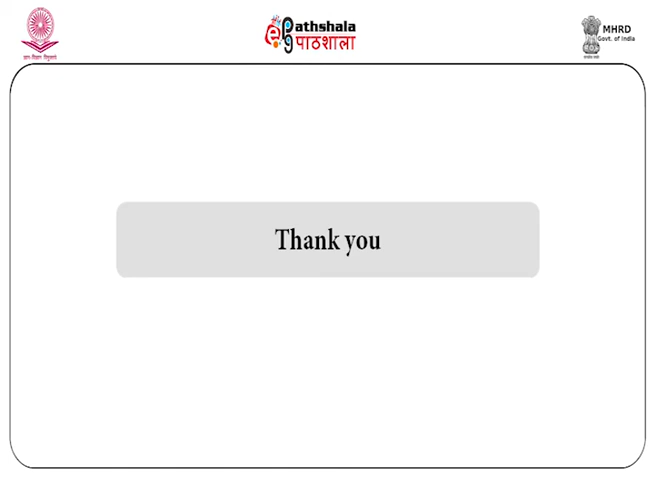 ePathshala
पाठशाला
MHRD
Govt. of India
Thank you